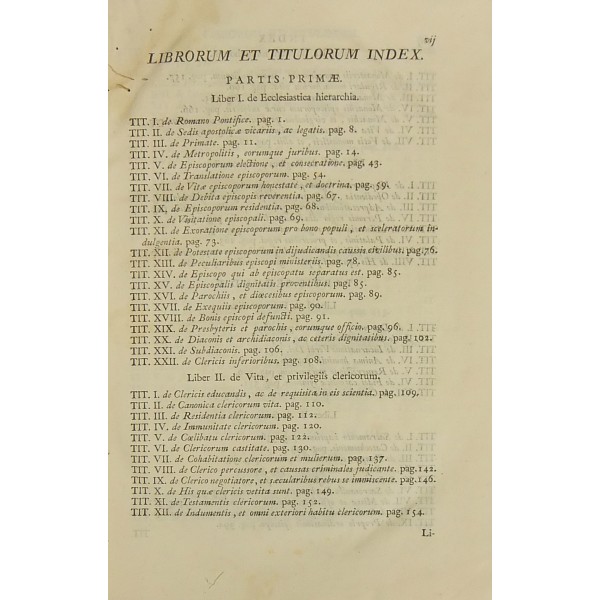 vij
LIBRORUM ET TITULORUM INDEX.
PARTIS PRIMÆ.
Liber I. de Ecclesiastica hierarchia.
TIT. I. de Romano Pontifice. pag. 1.
TIT. II. de Sedis apostolicæ vicariis, ac legatis. pag. 8.
TIT. III. de Primate. pag. 11.
TIT. IV. de Metropolitis, eorumque juribus. pag. 14.
TIT. V. de Episcoporum electione, et consecratione. pag. 43.
TIT. VI. de Translatione episcoporum. pag. 54.
TIT. VII. de Vitæ episcoporum honestate, et doctrina. pag. 59.
TIT. VIII. de Debita episcopis reverentia. pag. 67.
TIT. IX. de Episcoporum residentia. pag. 68.
TIT. X. de Visitatione episcopali. pag. 69.
TIT. XI. de Exoratione episcoporum pro bono populi, et sceleratorum in-
dulgentia. pag. 73.
TIT. XII. de Potestate episcoporum in dijudicandis caussis civilibus. pag. 76.
TIT. XIII. de Peculiaribus episcopi ministeriis. pag. 78.
TIT. XIV. de Episcopo qui ab episcopatu separatus est. pag. 85.
TIT. XV. de Episcopalis dignitatis proventibus. pag. 85.
TIT. XVI. de Parochiis, et diœcesibus episcoporum. pag. 89.
TIT. XVII. de Exequiis episcoporum. pag. 90.
TIT. XVIII. de Bonis episcopi defuncti. pag. 91.
TIT. XIX. de Presbyteris et parochis, eorumque officio. pag. 96.
TIT. XX. de Diaconis et archidiaconis, ac ceteris dignitatibus. pag. 102.
TIT. XXI. de Subdiaconis. pag. 106.
TIT. XXII. de Clericis inferioribus. pag. 108.
Liber II. de Vita, et privilegiis clericorum.
TIT. I. de Clericis educandis, ac de requisita in eis scientia. pag. 109.
TIT. II. de Canonica clericorum vita. pag. 110.
TIT. III. de Residentia clericorum. pag. 112.
TIT. IV. de Immunitate clericorum. pag. 120.
TIT. V. de Cœlibatu clericorum. pag. 122.
TIT. VI. de Clericorum castitate. pag. 130.
TIT. VII. de Cohabitatione clericorum et mulierum. pag. 137.
TIT. VIII. de Clerico percussore, et caussas criminales judicante. pag. 142.
TIT. IX. de Clerico negotiatore, et sæcularibus rebus se immiscente. pag. 146.
TIT. X. de His quæ clericis vetita sunt. pag. 149.
TIT. XI. de Testamentis clericorum. pag. 152.
TIT. XII. de Indumentis, et omni exteriori habitu clericorum. pag. 154.
Li-